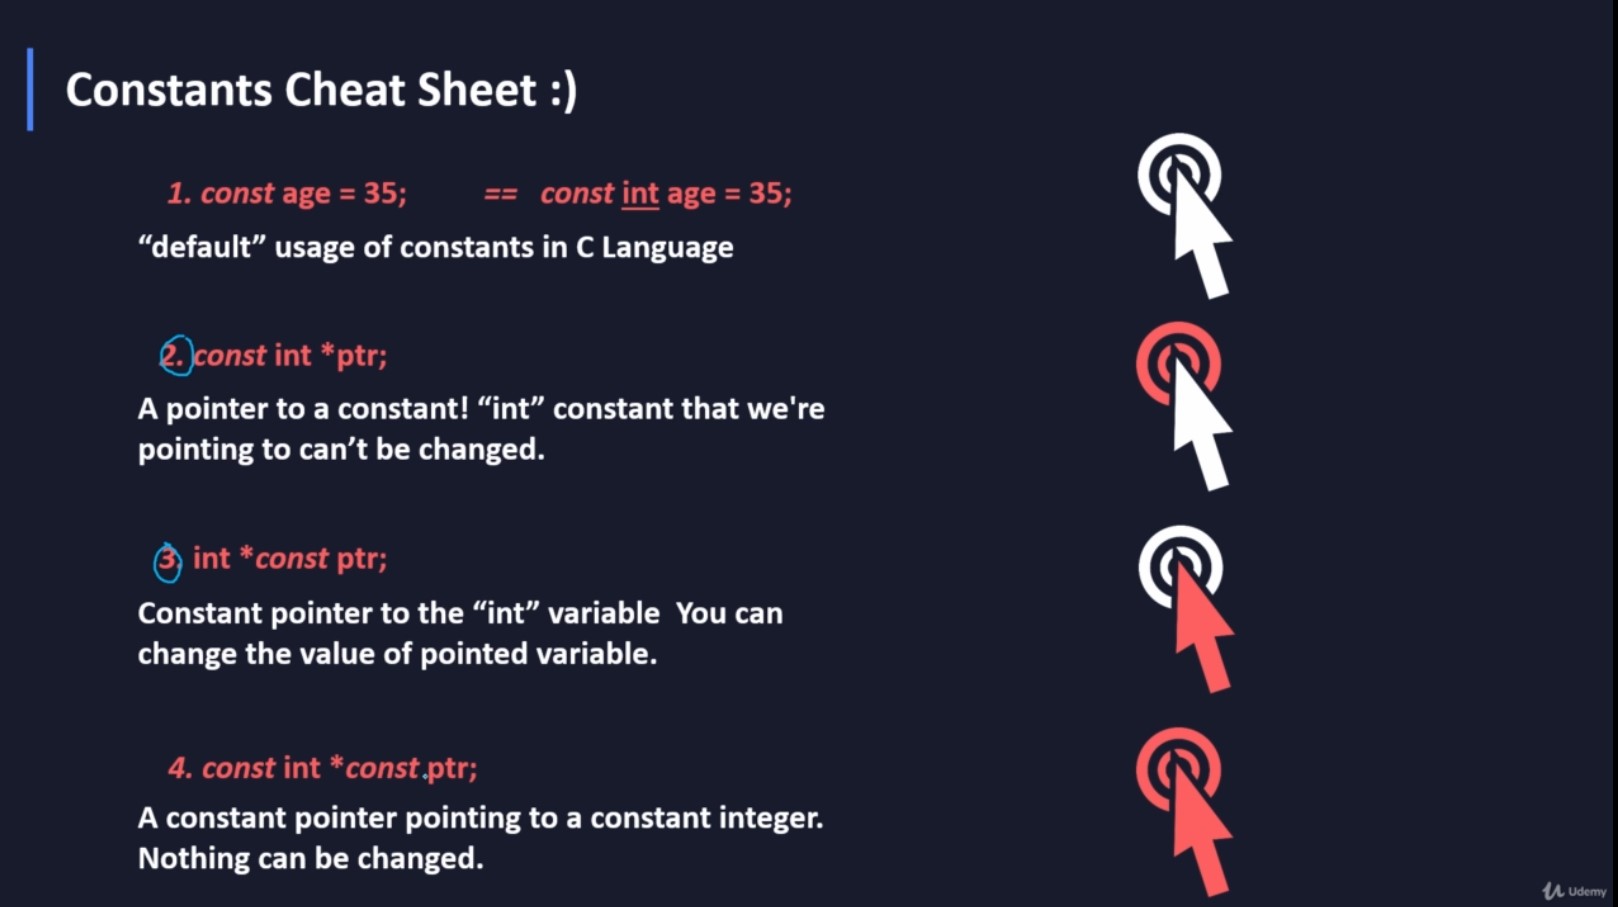 Constants Cheat Sheet :)
1. const age = 35; == const int age = 35;
“default” usage of constants in C Language
2. const int *ptr;
A pointer to a constant! “int” constant that we're
pointing to can’t be changed.
3. int *const ptr;
Constant pointer to the “int” variable  You can
change the value of pointed variable.
4. const int *const ptr;
A constant pointer pointing to a constant integer.
Nothing can be changed.
Udemy